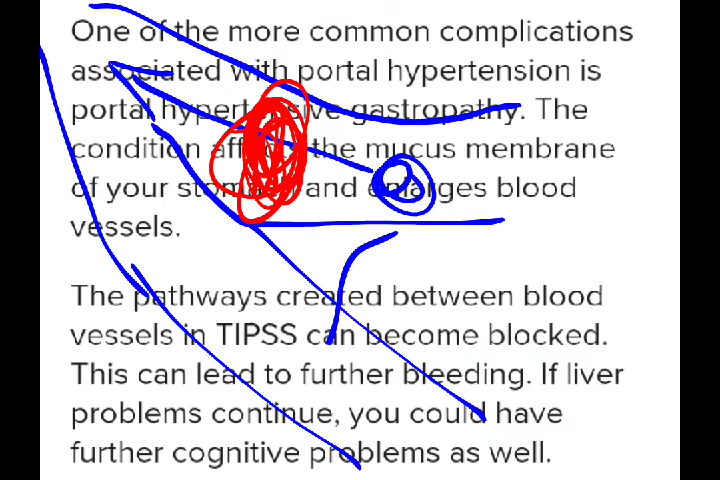 One of the more common complications
associated with portal hypertension is
portal hypertensive gastropathy. The
condition affects the mucus membrane
of your stomach and enlarges blood
vessels.
The pathways created between blood
vessels in TIPSS can become blocked.
This can lead to further bleeding. If liver
problems continue, you could have
further cognitive problems as well.